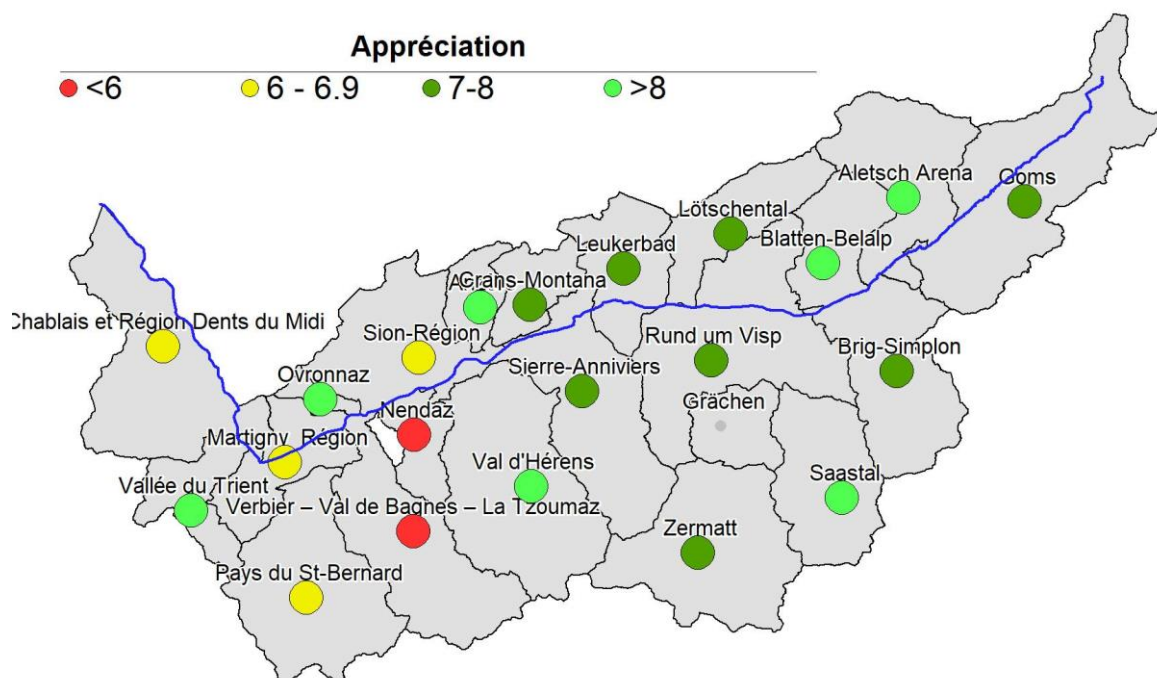 Appréciation
<6
6 - 6.9
7-8
>8
Aletsch Arena
Goms
Lötschental
Leukerbad
Blatten-Belalp
Crans-Montana
Chablais et Région Dents du Midi
Sion-Région
Rund um Visp
Brig-Simplon
Sierre-Anniviers
Ovronnaz
Grächen
Nendaz
Martigny Région
Val d'Hérens
Saastal
Vallée du Trient
Verbier – Val de Bagnes – La Tzoumaz
Zermatt
Pays du St-Bernard